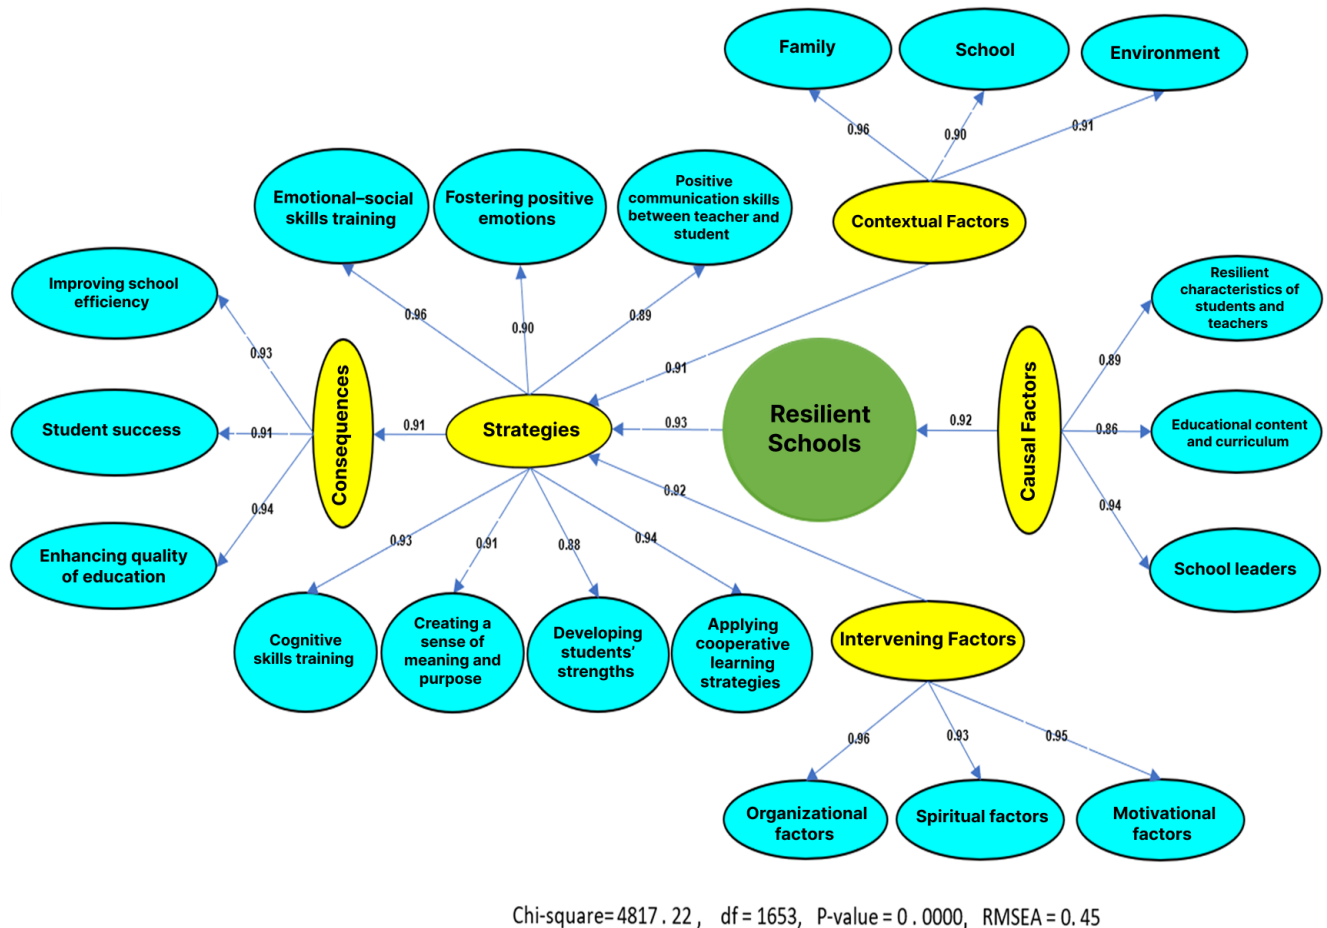 Family
School
Environment
0.96
0.90
0.91
Emotional–social
skills training
Fostering positive
emotions
Positive
communication skills
between teacher and
student
Contextual Factors
Improving school
efficiency
Resilient
characteristics of
students and
teachers
0.96
0.90
0.89
0.93
0.91
0.89
Student success
0.91
Consequences
0.91
Strategies
0.93
Resilient
Schools
0.92
Causal Factors
0.86
Educational content
and curriculum
0.94
0.92
0.94
Enhancing quality
of education
0.93
0.91
0.88
0.94
School leaders
Cognitive
skills training
Creating a
sense of
meaning and
purpose
Developing
students’
strengths
Applying
cooperative
learning
strategies
Intervening Factors
0.96
0.93
0.95
Organizational
factors
Spiritual factors
Motivational
factors
Chi-square= 4817 . 22 , df = 1653, P-value = 0 . 0000, RMSEA = 0. 45